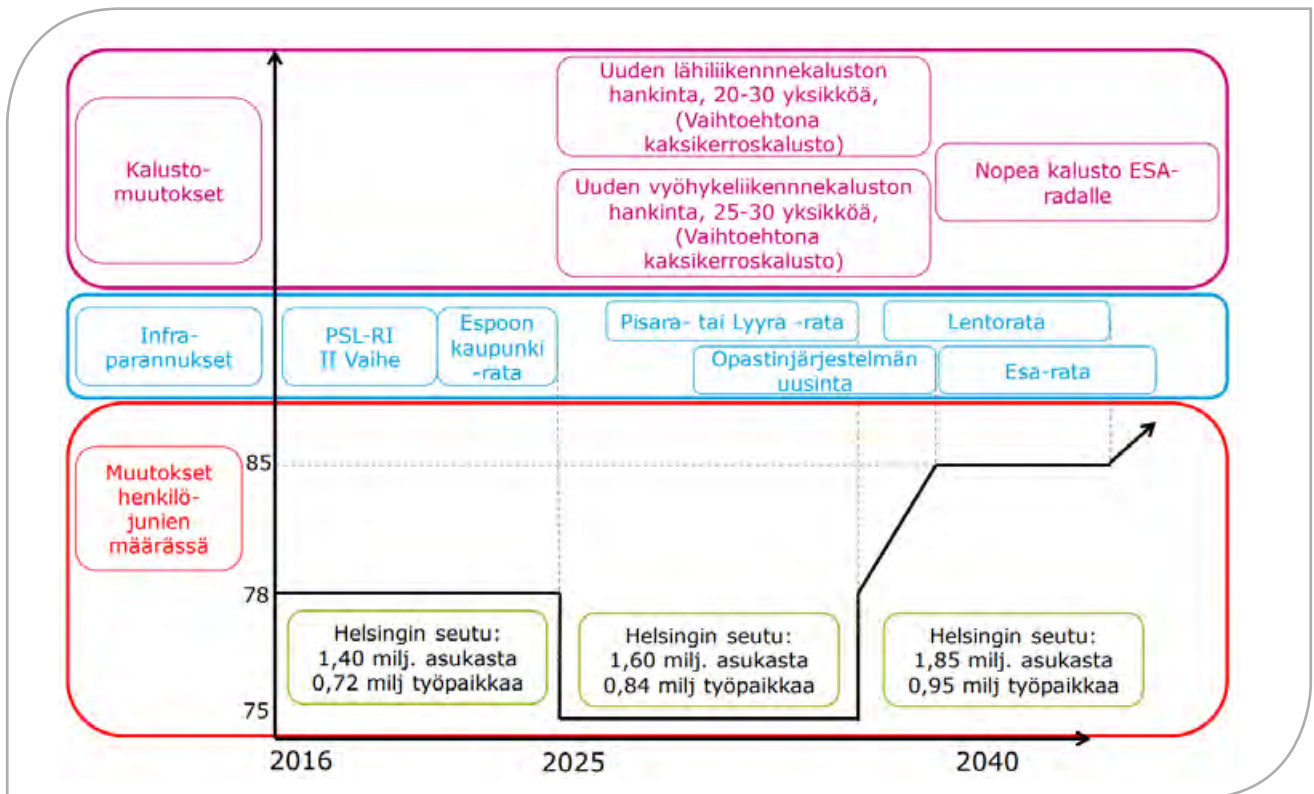 Kalusto-
muutokset
Uuden lähiliikennnekaluston
hankinta, 20-30 yksikköä,
(Vaihtoehtona
kaksikerroskalusto)
Uuden vyöhykeliikennnekaluston
hankinta, 25-30 yksikköä,
(Vaihtoehtona
kaksikerroskalusto)
Nopea kalusto ESA-
radalle
Infra-
parannukset
PSL-RI
II Vaihe
Espoon
kaupunki
-rata
Pisara- tai Lyyra -rata
Opastinjärjestelmän
uusinta
Lentorata
Esa-rata
Muutokset
henkilö-
junien
määrässä
85
78
75
Helsingin seutu:
1,40 milj. asukasta
0,72 milj työpaikkaa
Helsingin seutu:
1,60 milj. asukasta
0,84 milj työpaikkaa
Helsingin seutu:
1,85 milj. asukasta
0,95 milj työpaikkaa
2016
2025
2040